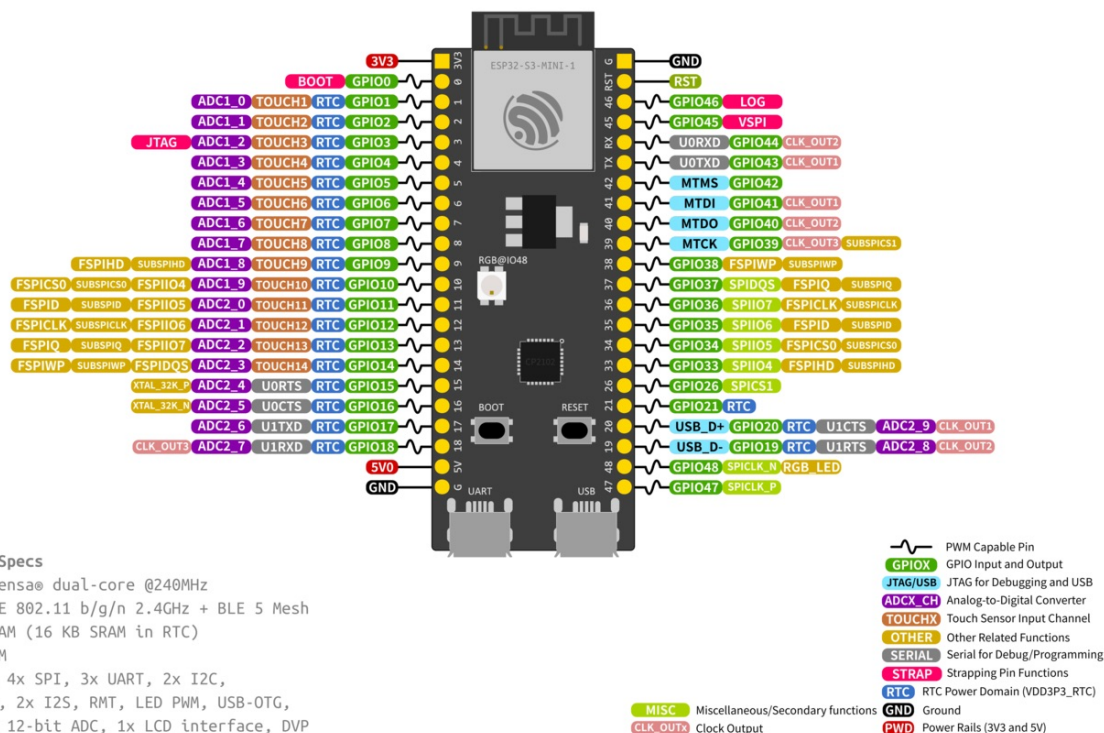 ESP32-S3-MINI-1
3V3 3V3 G GND
BOOT GPIO0 0 RST RST
ADC1_0 TOUCH1 RTC GPIO1 1 46 GPIO46 LOG
ADC1_1 TOUCH2 RTC GPIO2 2 45 GPIO45 VSPI
JTAG ADC1_2 TOUCH3 RTC GPIO3 3 RX U0RXD GPIO44 CLK_OUT2
ADC1_3 TOUCH4 RTC GPIO4 4 TX U0TXD GPIO43 CLK_OUT1
ADC1_4 TOUCH5 RTC GPIO5 5 42 MTMS GPIO42
ADC1_5 TOUCH6 RTC GPIO6 6 41 MTDI GPIO41 CLK_OUT1
ADC1_6 TOUCH7 RTC GPIO7 7 40 MTDO GPIO40 CLK_OUT2
ADC1_7 TOUCH8 RTC GPIO8 8 39 MTCK GPIO39 CLK_OUT3 SUBSPICS1
FSPIHD SUBSPIHD ADC1_8 TOUCH9 RTC GPIO9 9 RGB@IO48 38 GPIO38 FSPIWP SUBSPIWP
FSPICS0 SUBSPICS0 FSPIIO4 ADC1_9 TOUCH10 RTC GPIO10 10 37 GPIO37 SPIDQS FSPIQ SUBSPIQ
FSPID SUBSPID FSPIIO5 ADC2_0 TOUCH11 RTC GPIO11 11 36 GPIO36 SPIIO7 FSPICLK SUBSPICLK
FSPICLK SUBSPICLK FSPIIO6 ADC2_1 TOUCH12 RTC GPIO12 12 35 GPIO35 SPIIO6 FSPID SUBSPID
FSPIQ SUBSPIQ FSPIIO7 ADC2_2 TOUCH13 RTC GPIO13 13 34 GPIO34 SPIIO5 FSPICS0 SUBSPICS0
CP2102
FSPIWP SUBSPIWP FSPIDQS ADC2_3 TOUCH14 RTC GPIO14 14 33 GPIO33 SPIIO4 FSPIHD SUBSPIHD
XTAL_32K_P ADC2_4 U0RTS RTC GPIO15 15 26 GPIO26 SPICS1
XTAL_32K_N ADC2_5 U0CTS RTC GPIO16 16 BOOT RESET 21 GPIO21 RTC
ADC2_6 U1TXD RTC GPIO17 17 20 USB_D+ GPIO20 RTC U1CTS ADC2_9 CLK_OUT1
CLK_OUT3 ADC2_7 U1RXD RTC GPIO18 18 19 USB_D- GPIO19 RTC U1RTS ADC2_8 CLK_OUT2
5V0 5V 48 GPIO48 SPICLK_N RGB_LED
GND G UART USB 47 GPIO47 SPICLK_P
Specs
ensa® dual-core @240MHz
E 802.11 b/g/n 2.4GHz + BLE 5 Mesh
AM (16 KB SRAM in RTC)
M
4x SPI, 3x UART, 2x I2C,
, 2x I2S, RMT, LED PWM, USB-OTG,
12-bit ADC, 1x LCD interface, DVP
PWM Capable Pin
GPIOX GPIO Input and Output
JTAG/USB JTAG for Debugging and USB
ADCX_CH Analog-to-Digital Converter
TOUCHX Touch Sensor Input Channel
OTHER Other Related Functions
SERIAL Serial for Debug/Programming
STRAP Strapping Pin Functions
RTC RTC Power Domain (VDD3P3_RTC)
MISC Miscellaneous/Secondary functions GND Ground
CLK_OUTx Clock Output PWD Power Rails (3V3 and 5V)